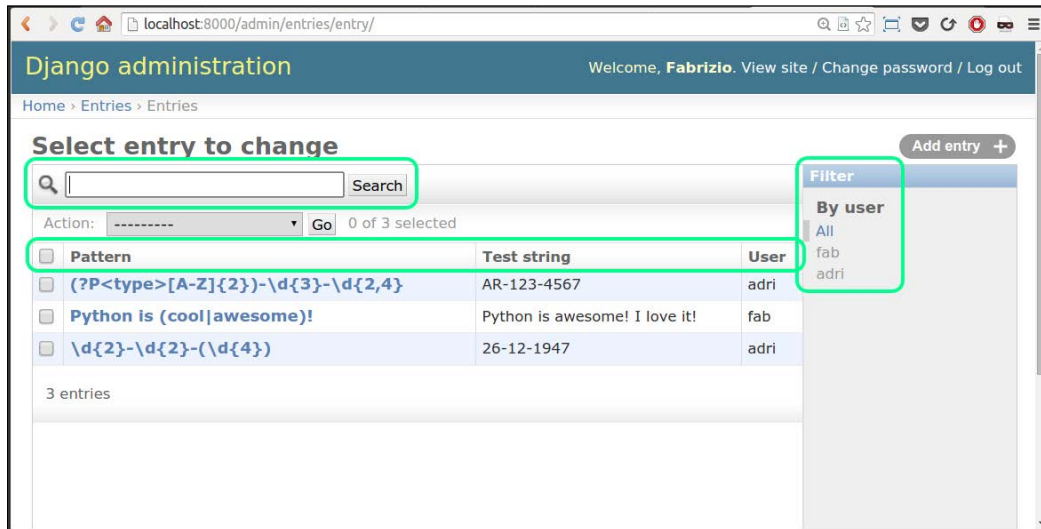 localhost:8000/admin/entries/entry/
Django administration
Welcome, Fabrizio. View site / Change password / Log out
Home › Entries › Entries
Select entry to change
Add entry +
Search
Filter
By user
All
fab
adri
Action: --------- Go 0 of 3 selected
Pattern Test string User
(?P<type>[A-Z]{2})-\d{3}-\d{2,4} AR-123-4567 adri
Python is (cool|awesome)! Python is awesome! I love it! fab
\d{2}-\d{2}-(\d{4}) 26-12-1947 adri
3 entries